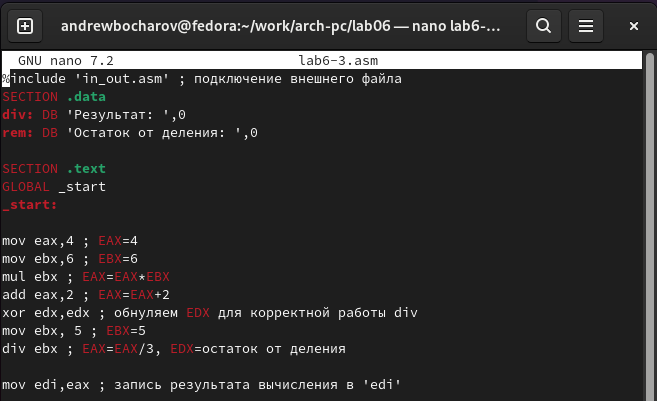 andrewbocharov@fedora:~/work/arch-pc/lab06 — nano lab6-...
GNU nano 7.2 lab6-3.asm
%include 'in_out.asm' ; подключение внешнего файла
SECTION .data
div: DB 'Результат: ',0
rem: DB 'Остаток от деления: ',0
SECTION .text
GLOBAL _start
_start:
mov eax,4 ; EAX=4
mov ebx,6 ; EBX=6
mul ebx ; EAX=EAX*EBX
add eax,2 ; EAX=EAX+2
xor edx,edx ; обнуляем EDX для корректной работы div
mov ebx, 5 ; EBX=5
div ebx ; EAX=EAX/3, EDX=остаток от деления
mov edi,eax ; запись результата вычисления в 'edi'